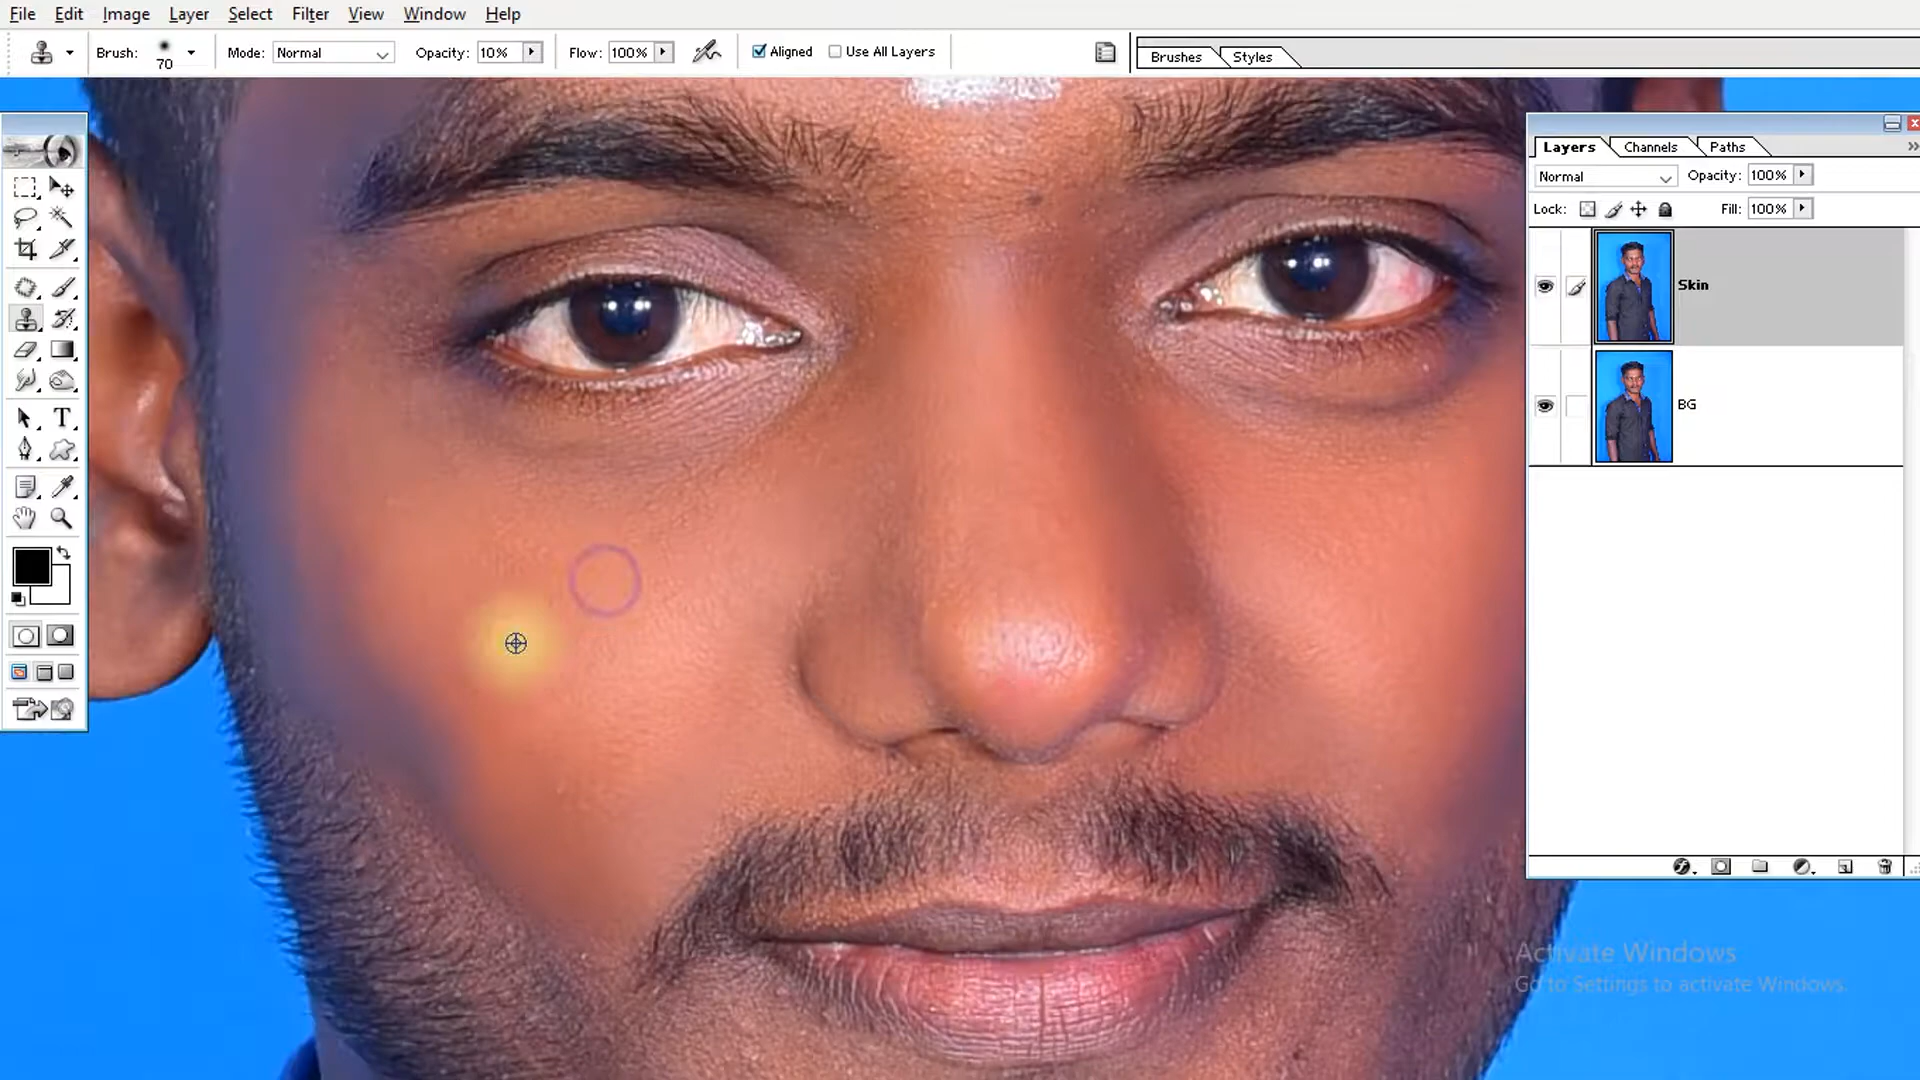 File Edit Image Layer Select Filter View Window Help
Brush: 70 Mode: Normal Opacity: 10% Flow: 100% Aligned Use All Layers Brushes Styles
Layers Channels Paths
Normal Opacity: 100%
Lock: Fill: 100%
Skin
BG
T
Activate Windows
Go to Settings to activate Windows.